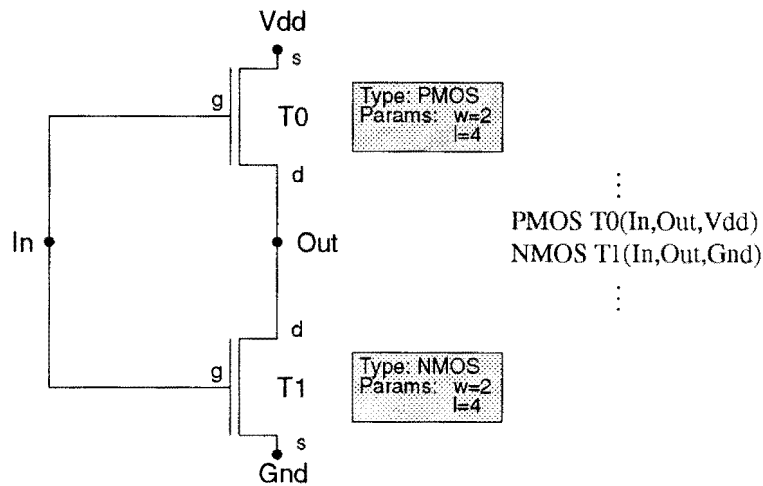 Vdd
s
g
T0
Type: PMOS
Params: w=2
l=4
d
⋮
PMOS T0(In,Out,Vdd)
In
Out
NMOS T1(In,Out,Gnd)
⋮
d
g
T1
Type: NMOS
Params: w=2
l=4
s
Gnd